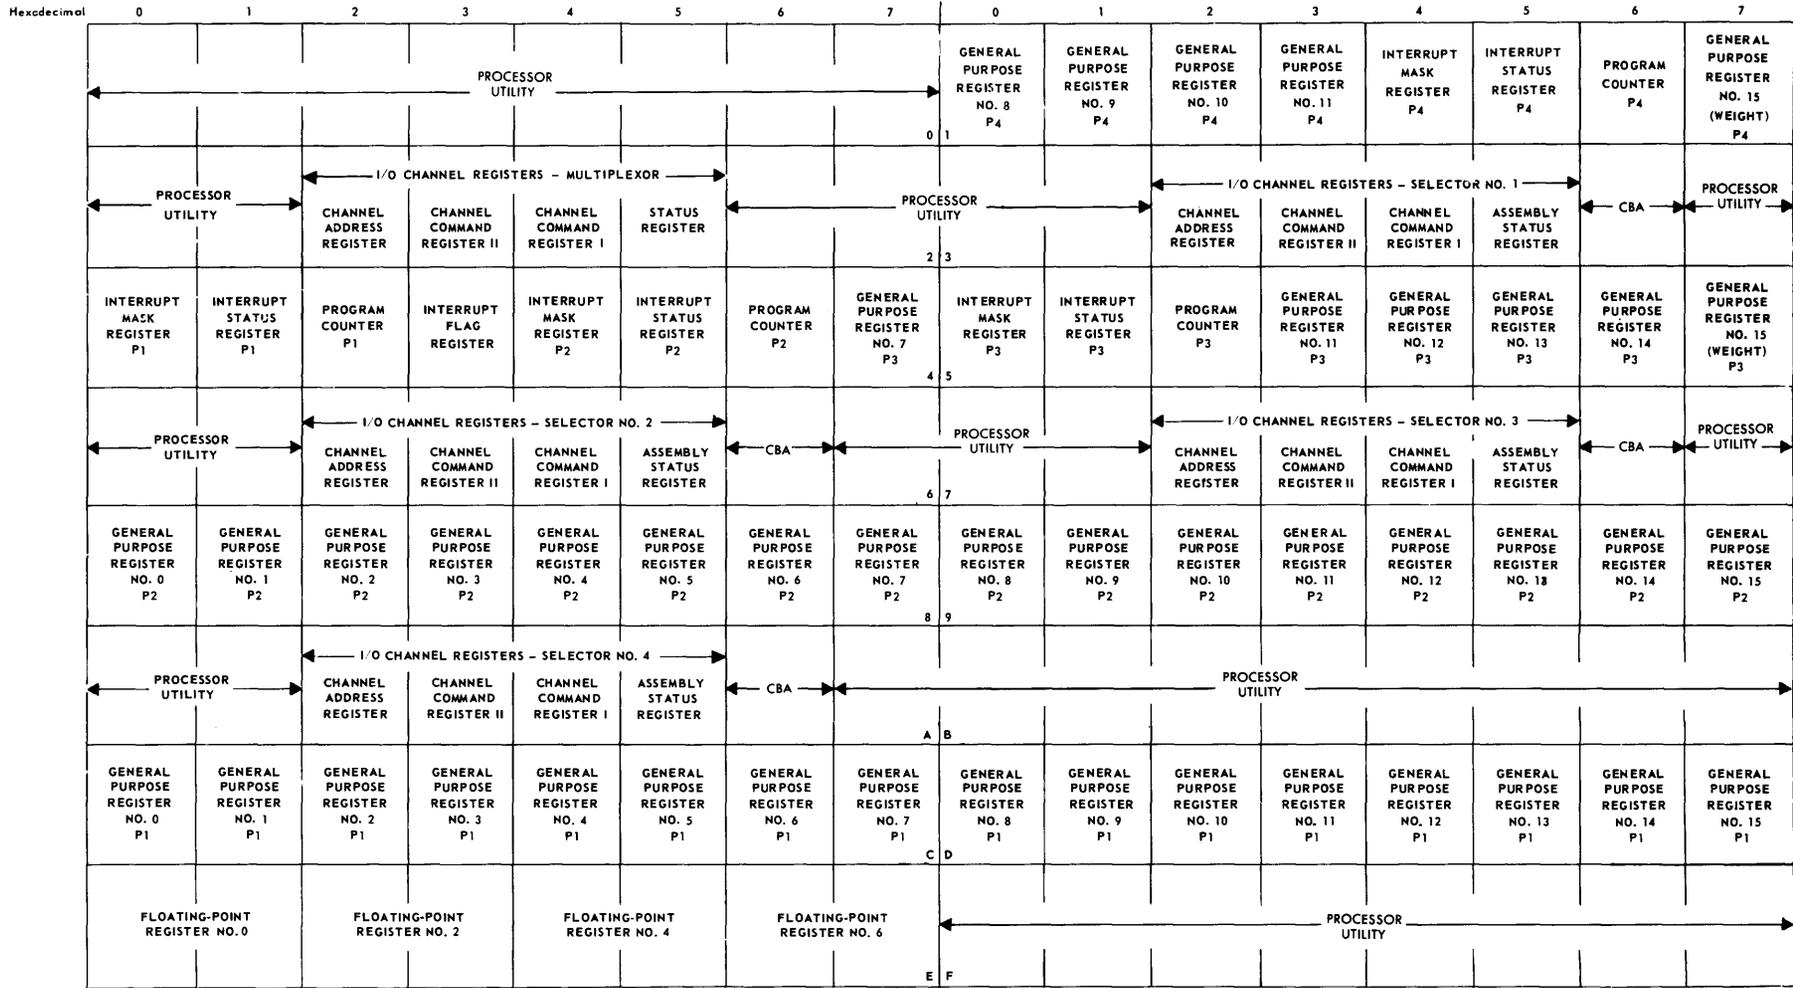 Hexadecimal 0 1 2 3 4 5 6 7 0 1 2 3 4 5 6 7
PROCESSOR
UTILITY
0 1
GENERAL
PURPOSE
REGISTER
NO. 8
P4
GENERAL
PURPOSE
REGISTER
NO. 9
P4
GENERAL
PURPOSE
REGISTER
NO. 10
P4
GENERAL
PURPOSE
REGISTER
NO. 11
P4
INTERRUPT
MASK
REGISTER
P4
INTERRUPT
STATUS
REGISTER
P4
PROGRAM
COUNTER
P4
GENERAL
PURPOSE
REGISTER
NO. 15
(WEIGHT)
P4
PROCESSOR
UTILITY
I/O CHANNEL REGISTERS – MULTIPLEXOR
CHANNEL
ADDRESS
REGISTER
CHANNEL
COMMAND
REGISTER II
CHANNEL
COMMAND
REGISTER I
STATUS
REGISTER
PROCESSOR
UTILITY
2 3
I/O CHANNEL REGISTERS – SELECTOR NO. 1
CHANNEL
ADDRESS
REGISTER
CHANNEL
COMMAND
REGISTER II
CHANNEL
COMMAND
REGISTER I
ASSEMBLY
STATUS
REGISTER
CBA
PROCESSOR
UTILITY
INTERRUPT
MASK
REGISTER
P1
INTERRUPT
STATUS
REGISTER
P1
PROGRAM
COUNTER
P1
INTERRUPT
FLAG
REGISTER
INTERRUPT
MASK
REGISTER
P2
INTERRUPT
STATUS
REGISTER
P2
PROGRAM
COUNTER
P2
GENERAL
PURPOSE
REGISTER
NO. 7
P3
4 5
INTERRUPT
MASK
REGISTER
P3
INTERRUPT
STATUS
REGISTER
P3
PROGRAM
COUNTER
P3
GENERAL
PURPOSE
REGISTER
NO. 11
P3
GENERAL
PURPOSE
REGISTER
NO. 12
P3
GENERAL
PURPOSE
REGISTER
NO. 13
P3
GENERAL
PURPOSE
REGISTER
NO. 14
P3
GENERAL
PURPOSE
REGISTER
NO. 15
(WEIGHT)
P3
PROCESSOR
UTILITY
I/O CHANNEL REGISTERS – SELECTOR NO. 2
CHANNEL
ADDRESS
REGISTER
CHANNEL
COMMAND
REGISTER II
CHANNEL
COMMAND
REGISTER I
ASSEMBLY
STATUS
REGISTER
CBA
PROCESSOR
UTILITY
6 7
I/O CHANNEL REGISTERS – SELECTOR NO. 3
CHANNEL
ADDRESS
REGISTER
CHANNEL
COMMAND
REGISTER II
CHANNEL
COMMAND
REGISTER I
ASSEMBLY
STATUS
REGISTER
CBA
PROCESSOR
UTILITY
GENERAL
PURPOSE
REGISTER
NO. 0
P2
GENERAL
PURPOSE
REGISTER
NO. 1
P2
GENERAL
PURPOSE
REGISTER
NO. 2
P2
GENERAL
PURPOSE
REGISTER
NO. 3
P2
GENERAL
PURPOSE
REGISTER
NO. 4
P2
GENERAL
PURPOSE
REGISTER
NO. 5
P2
GENERAL
PURPOSE
REGISTER
NO. 6
P2
GENERAL
PURPOSE
REGISTER
NO. 7
P2
8 9
GENERAL
PURPOSE
REGISTER
NO. 8
P2
GENERAL
PURPOSE
REGISTER
NO. 9
P2
GENERAL
PURPOSE
REGISTER
NO. 10
P2
GENERAL
PURPOSE
REGISTER
NO. 11
P2
GENERAL
PURPOSE
REGISTER
NO. 12
P2
GENERAL
PURPOSE
REGISTER
NO. 13
P2
GENERAL
PURPOSE
REGISTER
NO. 14
P2
GENERAL
PURPOSE
REGISTER
NO. 15
P2
PROCESSOR
UTILITY
I/O CHANNEL REGISTERS – SELECTOR NO. 4
CHANNEL
ADDRESS
REGISTER
CHANNEL
COMMAND
REGISTER II
CHANNEL
COMMAND
REGISTER I
ASSEMBLY
STATUS
REGISTER
CBA
PROCESSOR
UTILITY
A B
GENERAL
PURPOSE
REGISTER
NO. 0
P1
GENERAL
PURPOSE
REGISTER
NO. 1
P1
GENERAL
PURPOSE
REGISTER
NO. 2
P1
GENERAL
PURPOSE
REGISTER
NO. 3
P1
GENERAL
PURPOSE
REGISTER
NO. 4
P1
GENERAL
PURPOSE
REGISTER
NO. 5
P1
GENERAL
PURPOSE
REGISTER
NO. 6
P1
GENERAL
PURPOSE
REGISTER
NO. 7
P1
C D
GENERAL
PURPOSE
REGISTER
NO. 8
P1
GENERAL
PURPOSE
REGISTER
NO. 9
P1
GENERAL
PURPOSE
REGISTER
NO. 10
P1
GENERAL
PURPOSE
REGISTER
NO. 11
P1
GENERAL
PURPOSE
REGISTER
NO. 12
P1
GENERAL
PURPOSE
REGISTER
NO. 13
P1
GENERAL
PURPOSE
REGISTER
NO. 14
P1
GENERAL
PURPOSE
REGISTER
NO. 15
P1
FLOATING-POINT
REGISTER NO. 0
FLOATING-POINT
REGISTER NO. 2
FLOATING-POINT
REGISTER NO. 4
FLOATING-POINT
REGISTER NO. 6
E F
PROCESSOR
UTILITY